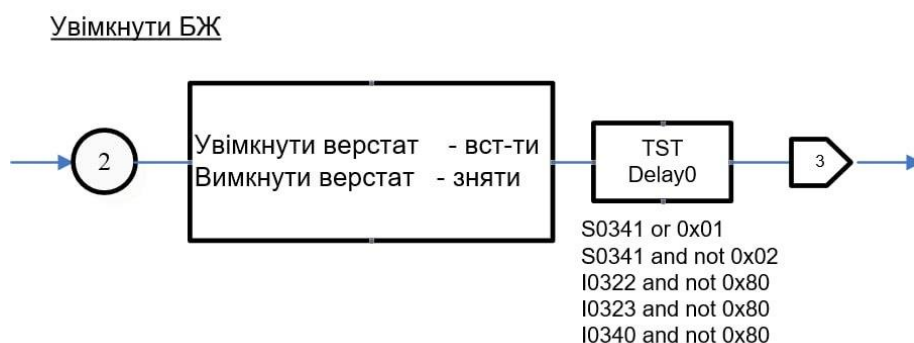 Увімкнути БЖ
2
Увімкнути верстат - вст-ти
Вимкнути верстат - зняти
TST
Delay0
3
S0341 or 0x01
S0341 and not 0x02
I0322 and not 0x80
I0323 and not 0x80
I0340 and not 0x80